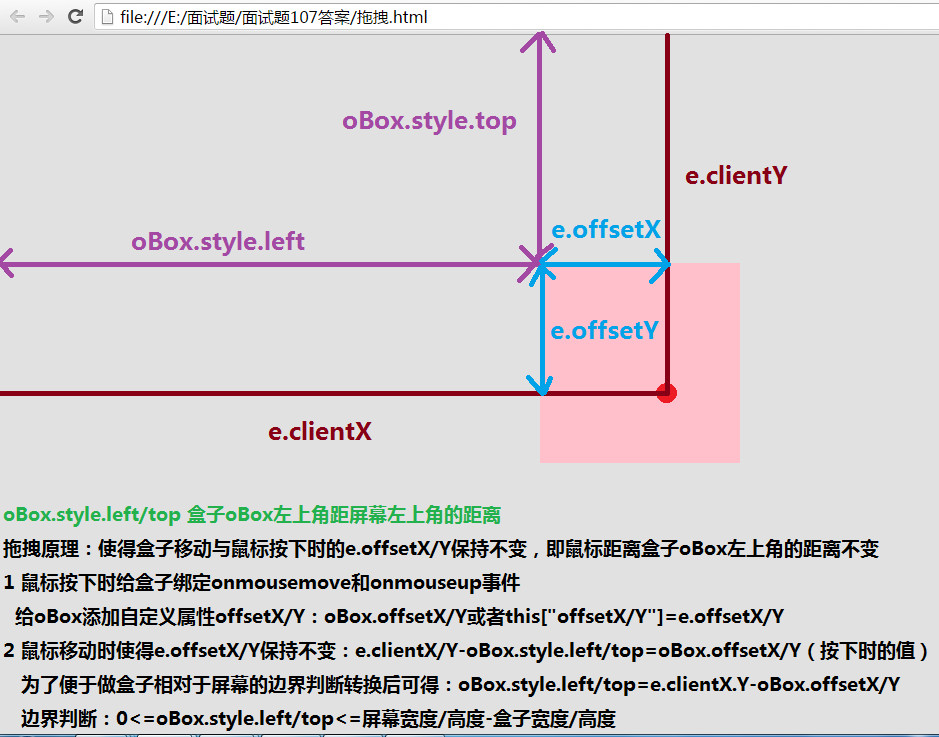 file:///E:/面试题/面试题107答案/拖拽.html
oBox.style.top
e.clientY
e.offsetX
oBox.style.left
e.offsetY
e.clientX
oBox.style.left/top 盒子oBox左上角距屏幕左上角的距离
拖拽原理：使得盒子移动与鼠标按下时的e.offsetX/Y保持不变，即鼠标距离盒子oBox左上角的距离不变
1 鼠标按下时给盒子绑定onmousemove和onmouseup事件
给oBox添加自定义属性offsetX/Y：oBox.offsetX/Y或者this["offsetX/Y"]=e.offsetX/Y
2 鼠标移动时使得e.offsetX/Y保持不变：e.clientX/Y-oBox.style.left/top=oBox.offsetX/Y（按下时的值）
为了便于做盒子相对于屏幕的边界判断转换后可得：oBox.style.left/top=e.clientX.Y-oBox.offsetX/Y
边界判断：0<=oBox.style.left/top<=屏幕宽度/高度-盒子宽度/高度